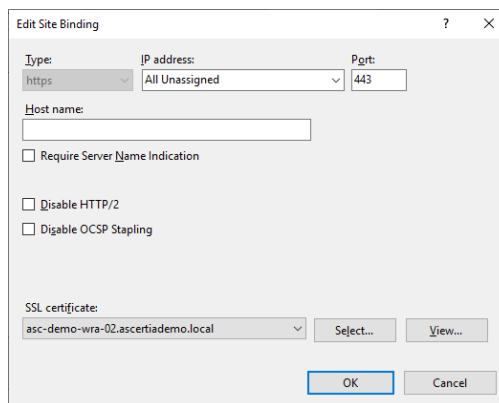 Edit Site Binding ? ×
Type: IP address: Port:
https All Unassigned 443
Host name:
Require Server Name Indication
Disable HTTP/2
Disable OCSP Stapling
SSL certificate:
asc-demo-wra-02.ascertiademo.local Select... View...
OK Cancel